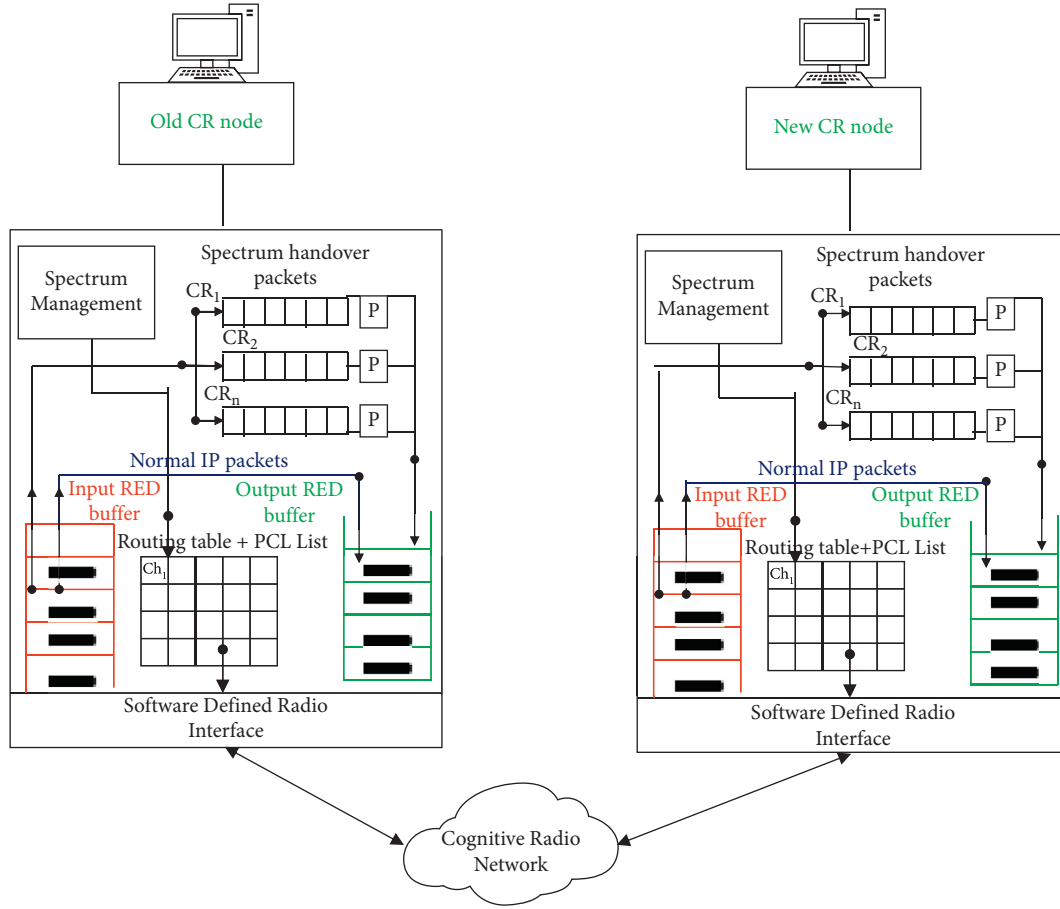 Old CR node
Spectrum handover
packets
Spectrum
Management
CR1
CR2
CRn
P
P
P
Normal IP packets
Input RED
buffer
Output RED
buffer
Routing table + PCL List
Ch1
Software Defined Radio
Interface
New CR node
Spectrum handover
packets
Spectrum
Management
CR1
CR2
CRn
P
P
P
Normal IP packets
Input RED
buffer
Output RED
buffer
Routing table+PCL List
Ch1
Software Defined Radio
Interface
Cognitive Radio
Network